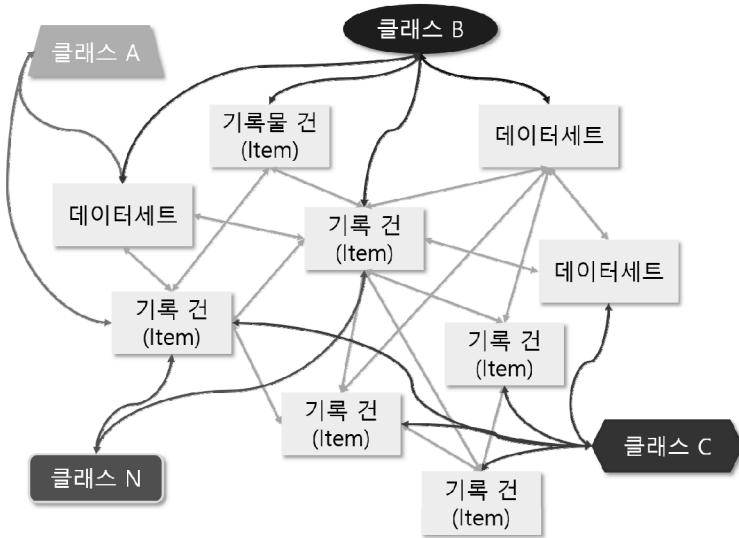 클래스 B
클래스 A
기록물 건
(Item)
데이터세트
데이터세트
기록 건
(Item)
데이터세트
기록 건
(Item)
기록 건
(Item)
기록 건
(Item)
클래스 C
클래스 N
기록 건
(Item)